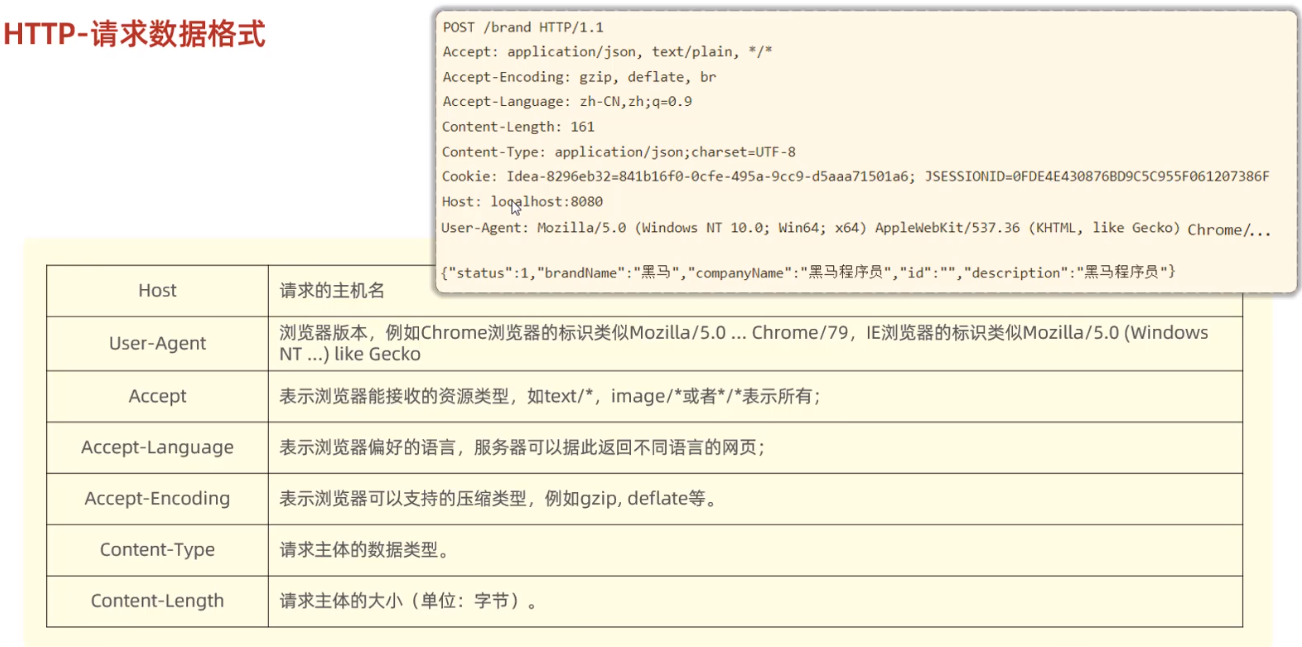 HTTP-请求数据格式
POST /brand HTTP/1.1
Accept: application/json, text/plain, */*
Accept-Encoding: gzip, deflate, br
Accept-Language: zh-CN,zh;q=0.9
Content-Length: 161
Content-Type: application/json;charset=UTF-8
Cookie: Idea-8296eb32=841b16f0-0cfe-495a-9cc9-d5aaa71501a6; JSESSIONID=0FDE4E430876BD9C5C955F061207386F
Host: localhost:8080
User-Agent: Mozilla/5.0 (Windows NT 10.0; Win64; x64) AppleWebKit/537.36 (KHTML, like Gecko) Chrome/...
{"status":1,"brandName":"黑马","companyName":"黑马程序员","id":"","description":"黑马程序员"}
Host 请求的主机名
User-Agent 浏览器版本，例如Chrome浏览器的标识类似Mozilla/5.0 ... Chrome/79，IE浏览器的标识类似Mozilla/5.0 (Windows
NT ...) like Gecko
Accept 表示浏览器能接收的资源类型，如text/*，image/*或者*/*表示所有；
Accept-Language 表示浏览器偏好的语言，服务器可以据此返回不同语言的网页；
Accept-Encoding 表示浏览器可以支持的压缩类型，例如gzip, deflate等。
Content-Type 请求主体的数据类型。
Content-Length 请求主体的大小（单位：字节）。